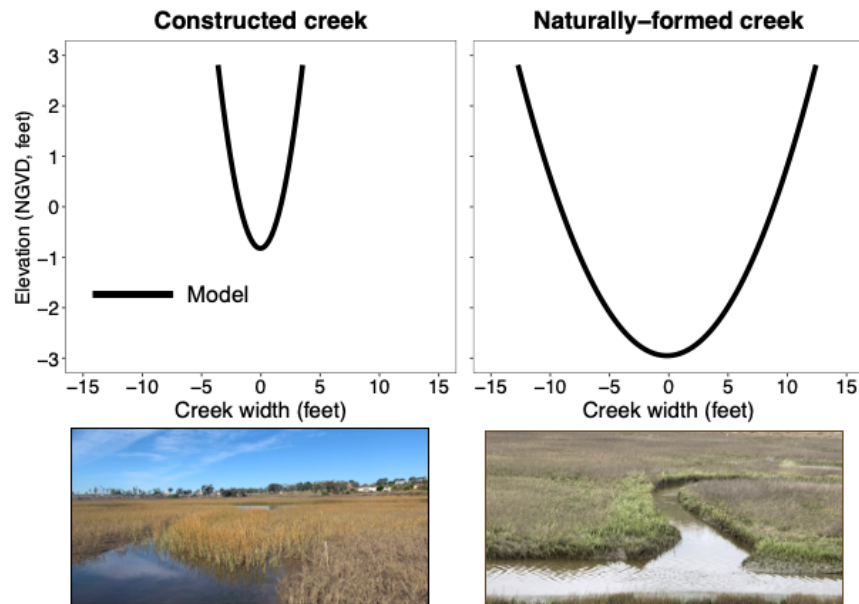 Constructed creek
Naturally−formed creek
Elevation (NGVD, feet)
3
2
1
0
−1
−2
−3
Model
−15 −10 −5 0 5 10 15
−15 −10 −5 0 5 10 15
Creek width (feet)
Creek width (feet)